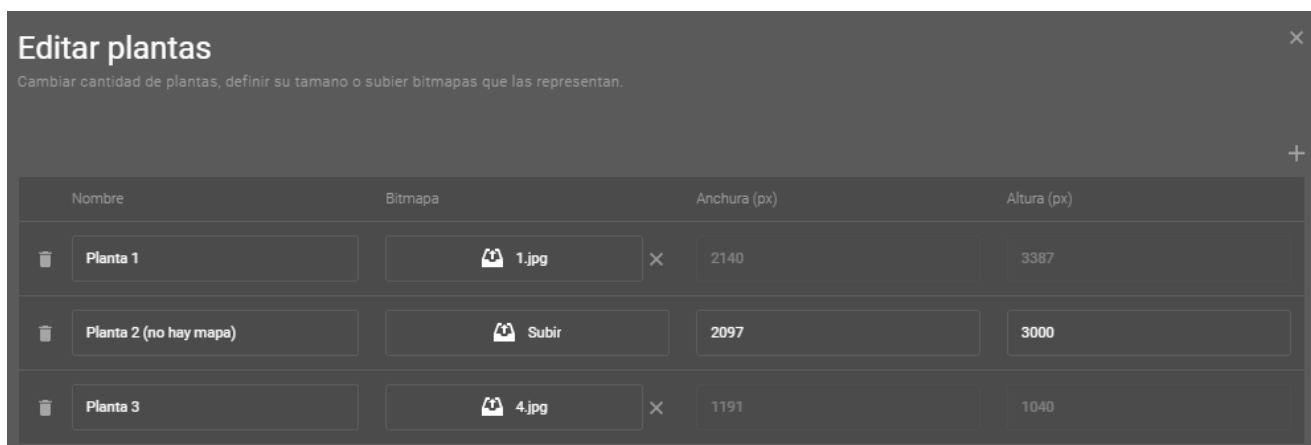 Editar plantas
Cambiar cantidad de plantas, definir su tamano o subier bitmapas que las representan.
Nombre Bitmapa Anchura (px) Altura (px)
Planta 1 1.jpg 2140 3387
Planta 2 (no hay mapa) Subir 2097 3000
Planta 3 4.jpg 1191 1040